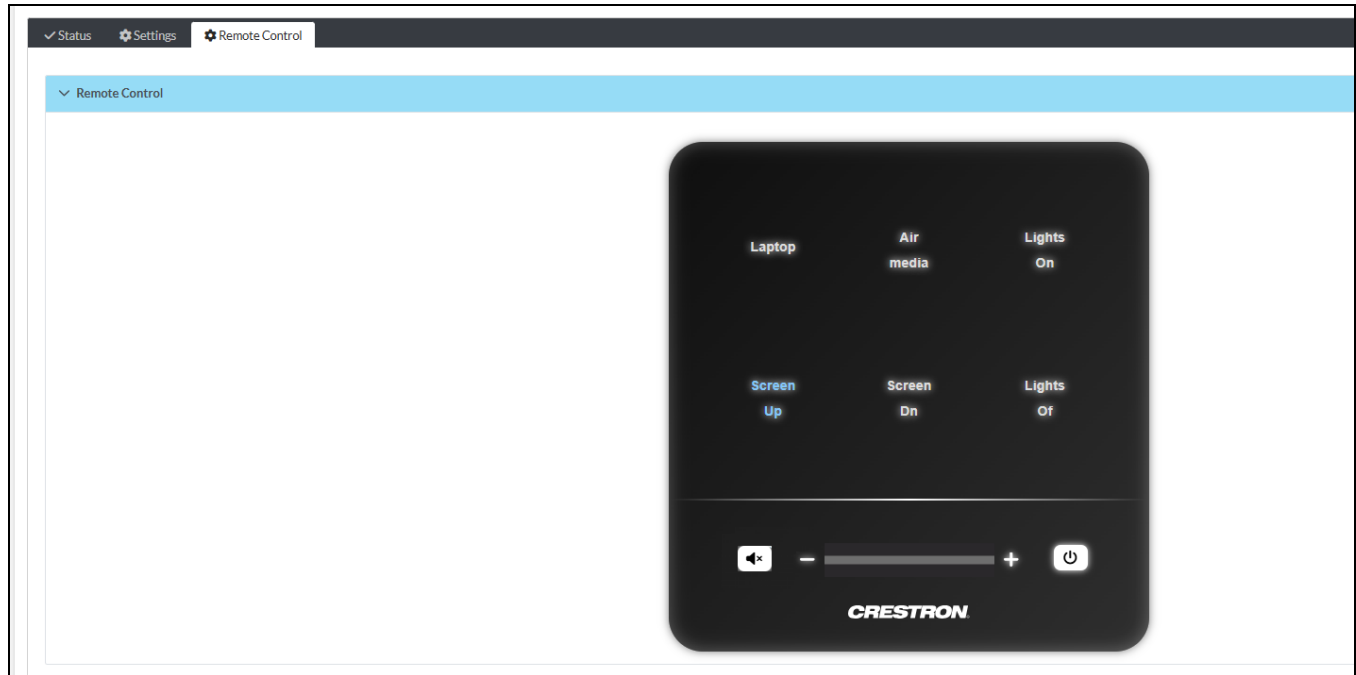 Status Settings Remote Control
Remote Control
Laptop
Air
media
Lights
On
Screen
Up
Screen
Dn
Lights
Of
CRESTRON.